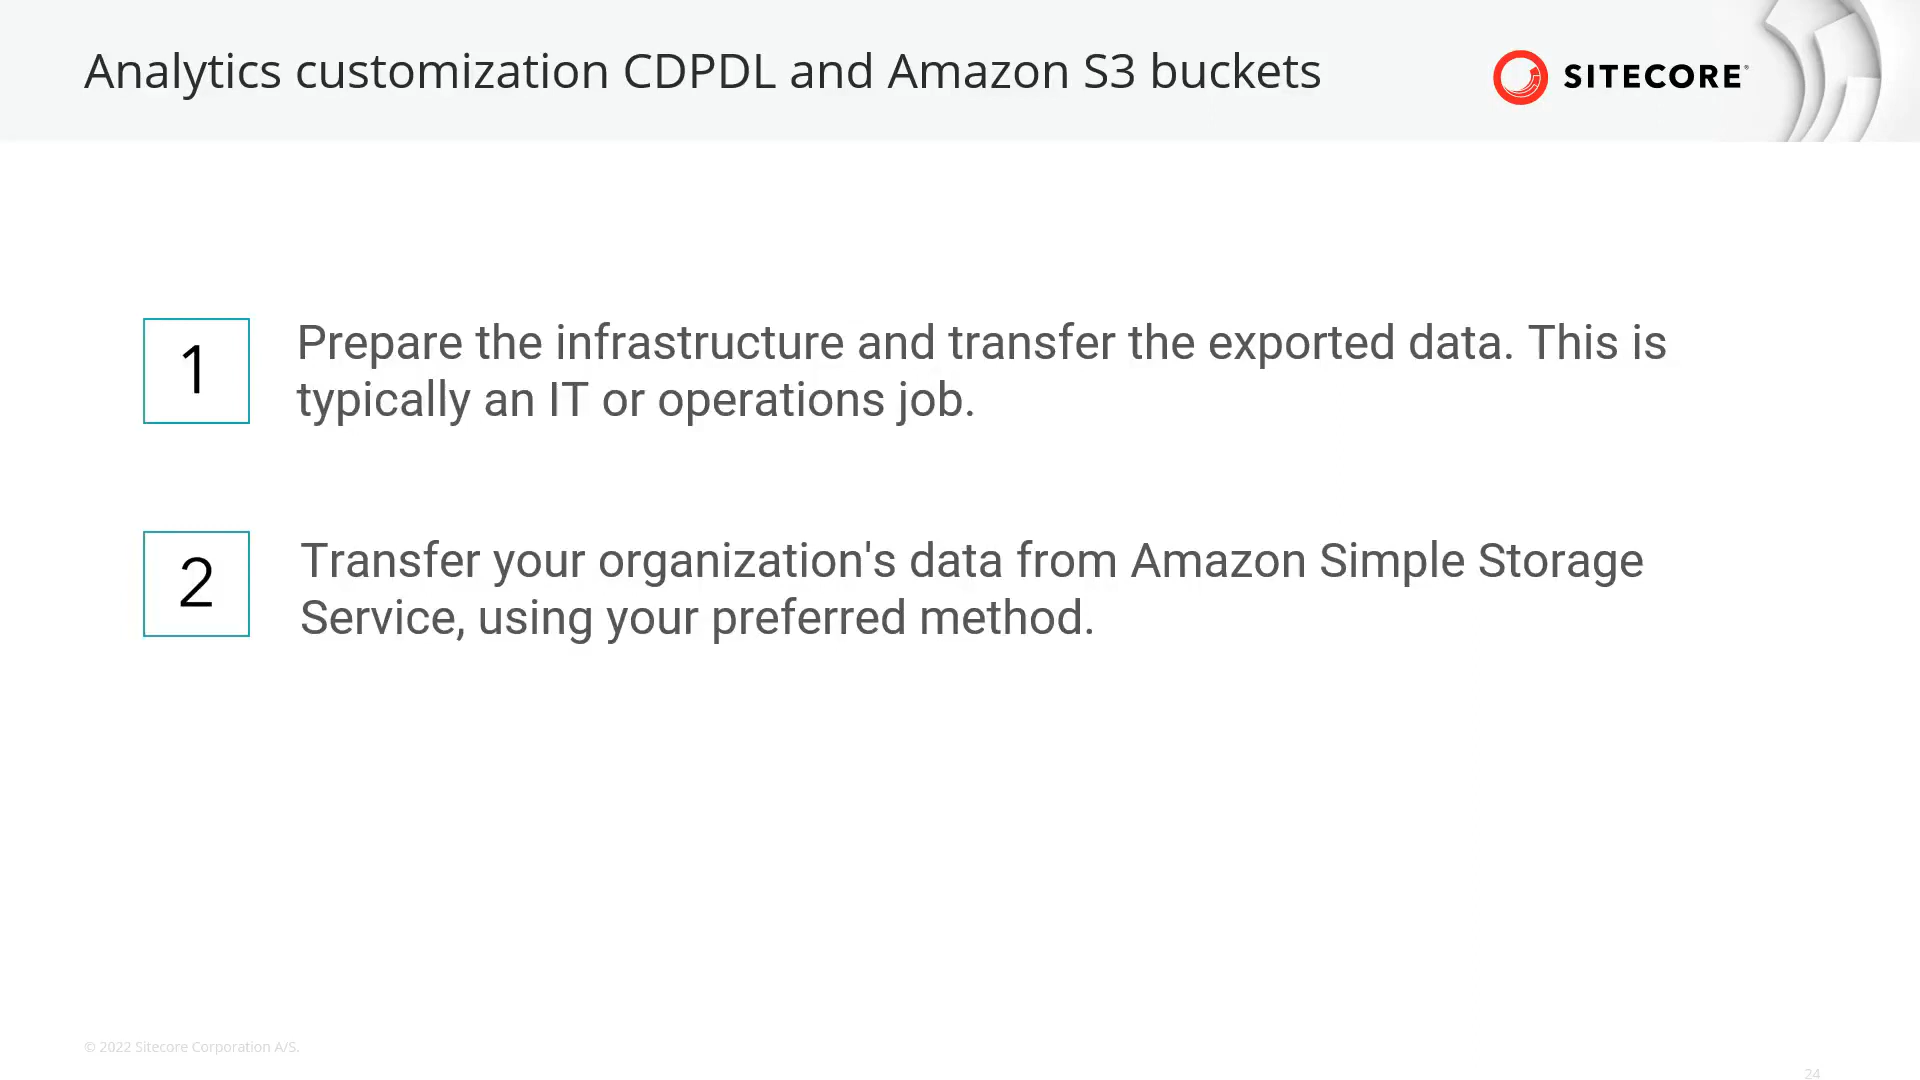 Analytics customization CDPDL and Amazon S3 buckets
SITECORE®
1
Prepare the infrastructure and transfer the exported data. This is
typically an IT or operations job.
2
Transfer your organization's data from Amazon Simple Storage
Service, using your preferred method.
© 2022 Sitecore Corporation A/S.
24